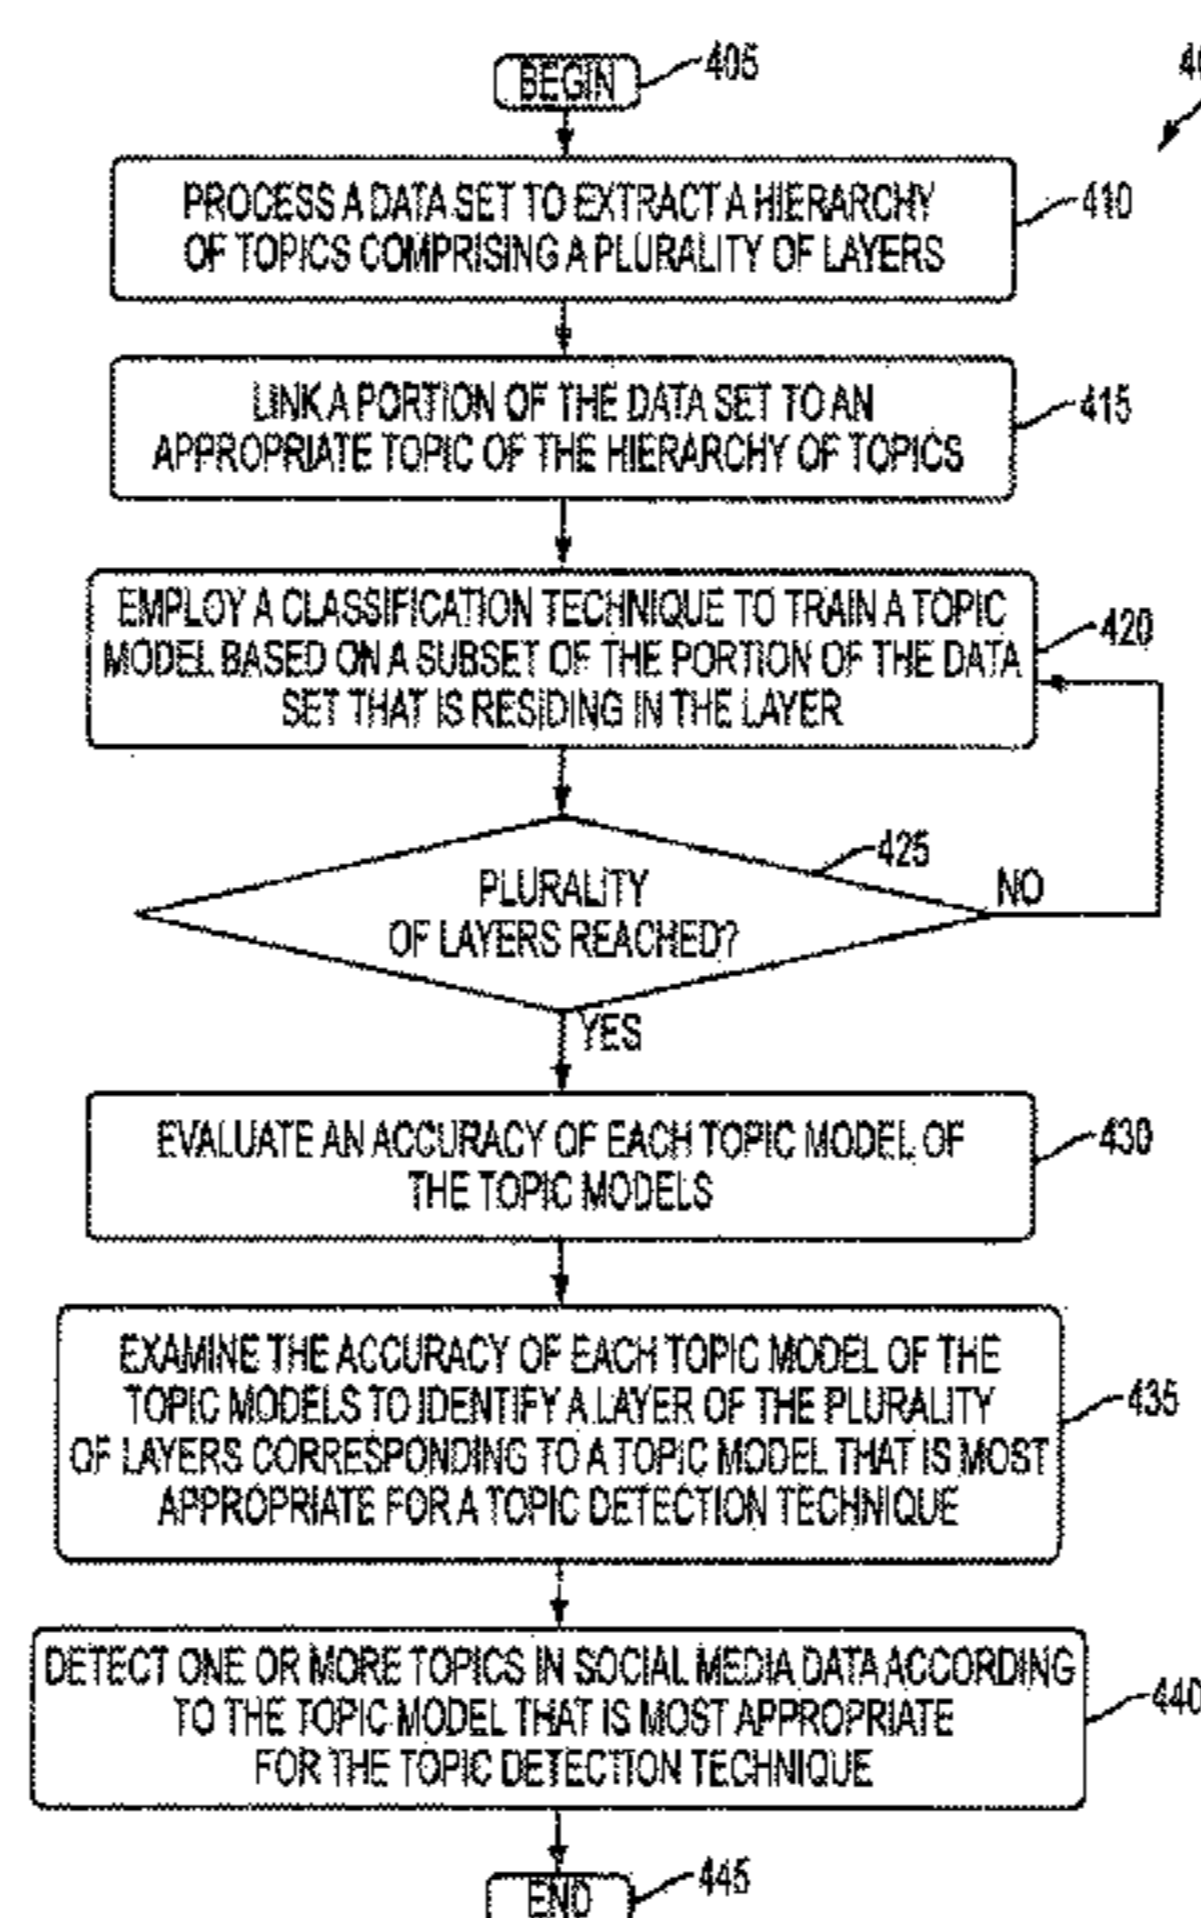 BEGIN
405
PROCESS A DATA SET TO EXTRACT A HIERARCHY
OF TOPICS COMPRISING A PLURALITY OF LAYERS
410
LINK A PORTION OF THE DATA SET TO AN
APPROPRIATE TOPIC OF THE HIERARCHY OF TOPICS
415
EMPLOY A CLASSIFICATION TECHNIQUE TO TRAIN A TOPIC
MODEL BASED ON A SUBSET OF THE PORTION OF THE DATA
SET THAT IS RESIDING IN THE LAYER
420
PLURALITY
OF LAYERS REACHED?
425
NO
YES
EVALUATE AN ACCURACY OF EACH TOPIC MODEL OF
THE TOPIC MODELS
430
EXAMINE THE ACCURACY OF EACH TOPIC MODEL OF THE
TOPIC MODELS TO IDENTIFY A LAYER OF THE PLURALITY
OF LAYERS CORRESPONDING TO A TOPIC MODEL THAT IS MOST
APPROPRIATE FOR A TOPIC DETECTION TECHNIQUE
435
DETECT ONE OR MORE TOPICS IN SOCIAL MEDIA DATA ACCORDING
TO THE TOPIC MODEL THAT IS MOST APPROPRIATE
FOR THE TOPIC DETECTION TECHNIQUE
440
END
445